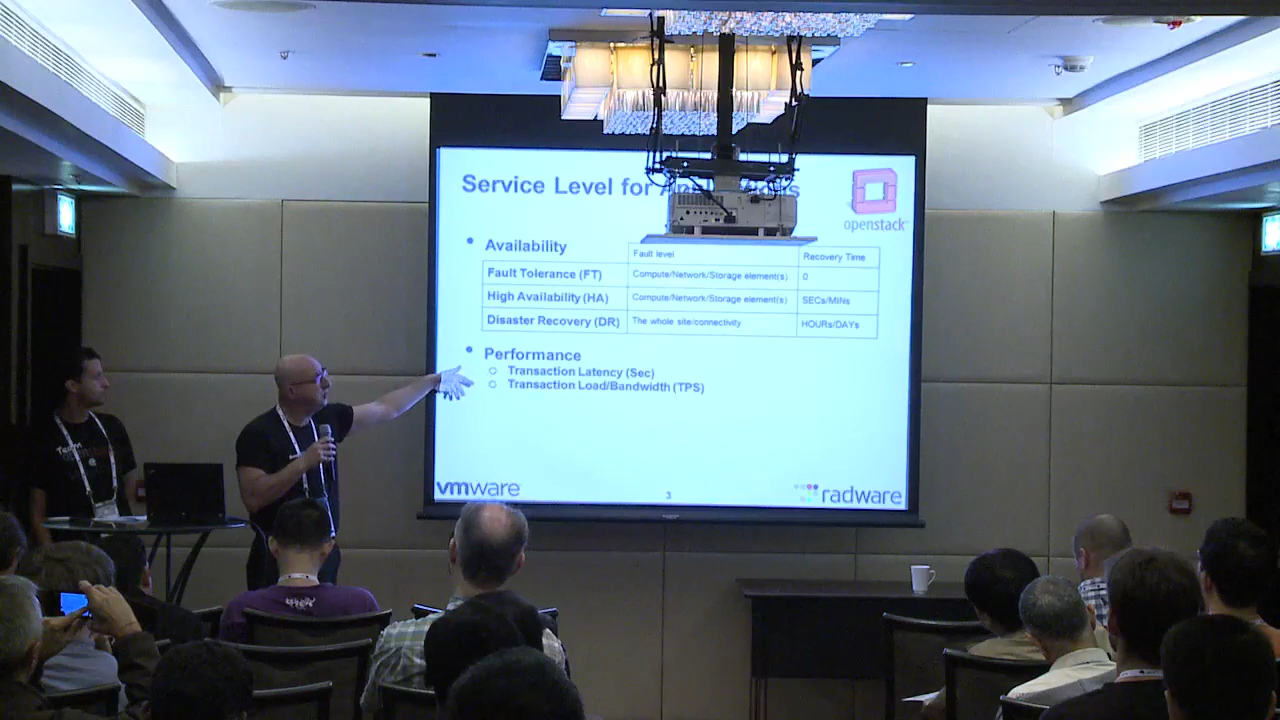 Service Level for Applications
openstack
Availability
Fault level
Recovery Time
Fault Tolerance (FT)
Compute/Network/Storage element(s)
0
High Availability (HA)
Compute/Network/Storage element(s)
SECs/MINs
Disaster Recovery (DR)
The whole site/connectivity
HOURs/DAYs
Performance
Transaction Latency (Sec)
Transaction Load/Bandwidth (TPS)
vmware
3
radware